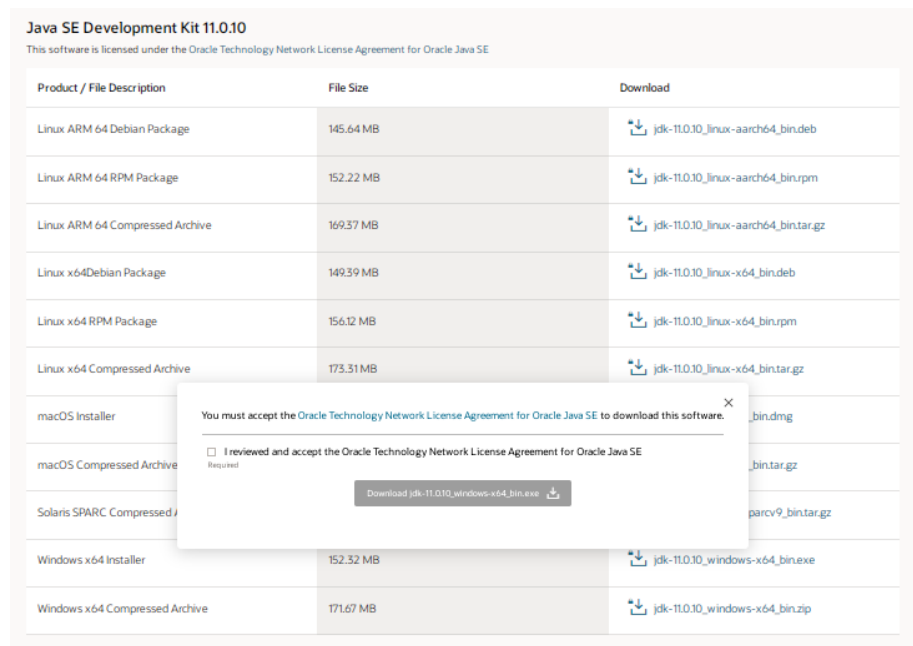 Java SE Development Kit 11.0.10
This software is licensed under the Oracle Technology Network License Agreement for Oracle Java SE
Product / File Description File Size Download
Linux ARM 64 Debian Package 145.64 MB jdk-11.0.10_linux-aarch64_bin.deb
Linux ARM 64 RPM Package 152.22 MB jdk-11.0.10_linux-aarch64_bin.rpm
Linux ARM 64 Compressed Archive 169.37 MB jdk-11.0.10_linux-aarch64_bin.tar.gz
Linux x64Debian Package 149.39 MB jdk-11.0.10_linux-x64_bin.deb
Linux x64 RPM Package 156.12 MB jdk-11.0.10_linux-x64_bin.rpm
Linux x64 Compressed Archive 173.31 MB jdk-11.0.10_linux-x64_bin.tar.gz
macOS Installer _bin.dmg
You must accept the Oracle Technology Network License Agreement for Oracle Java SE to download this software.
I reviewed and accept the Oracle Technology Network License Agreement for Oracle Java SE
Required
macOS Compressed Archive _bin.tar.gz
Download jdk-11.0.10_windows-x64_bin.exe
Solaris SPARC Compressed parcv9_bin.tar.gz
Windows x64 Installer 152.32 MB jdk-11.0.10_windows-x64_bin.exe
Windows x64 Compressed Archive 171.67 MB jdk-11.0.10_windows-x64_bin.zip